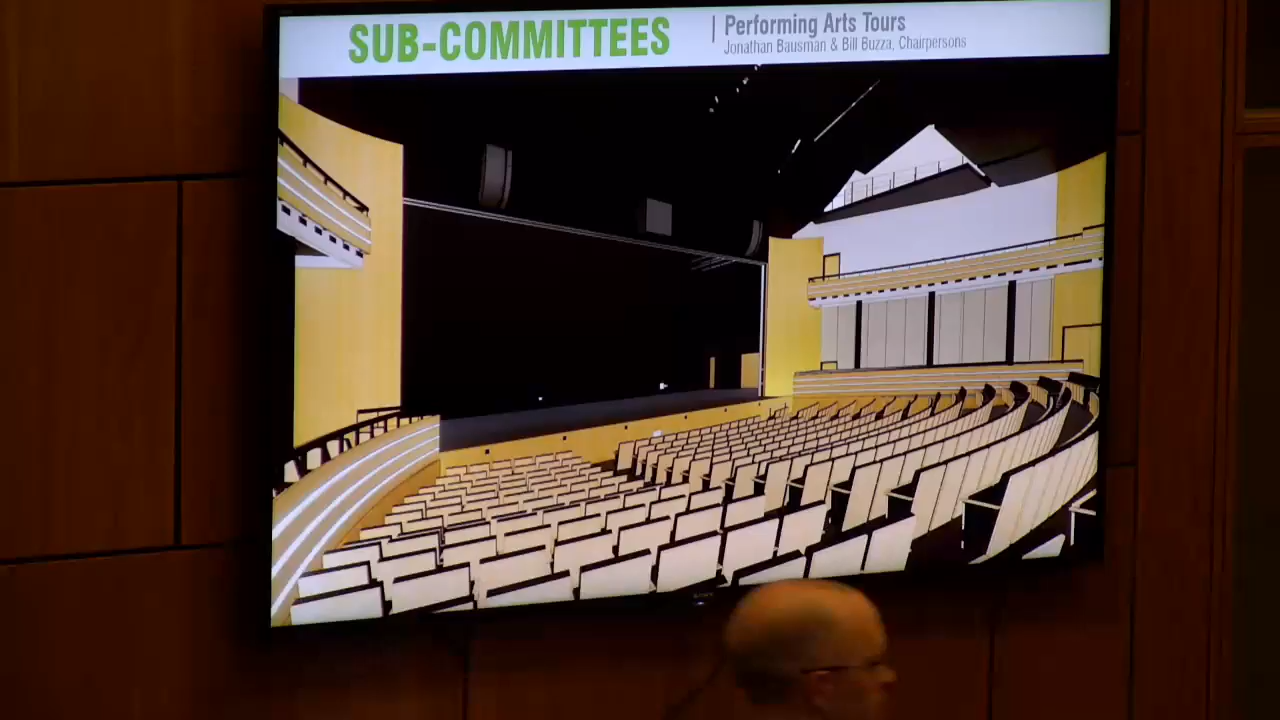 SUB-COMMITTEES
Performing Arts Tours
Jonathan Bausman & Bill Buzza, Chairpersons